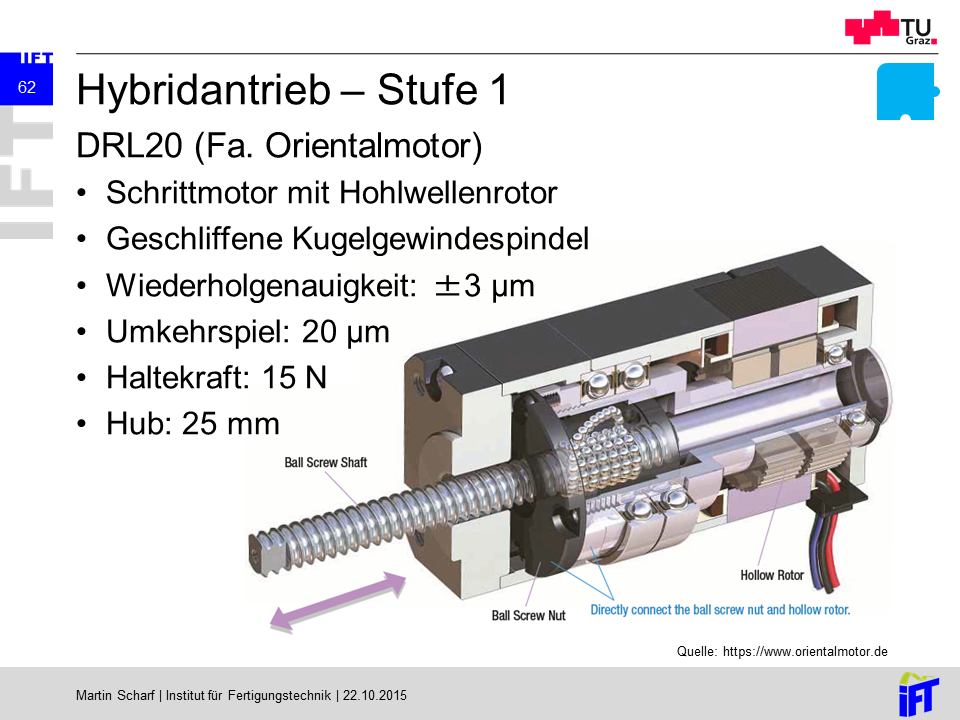 TU
Graz
IFT
62
IFT
Hybridantrieb – Stufe 1
DRL20 (Fa. Orientalmotor)
• Schrittmotor mit Hohlwellenrotor
• Geschliffene Kugelgewindespindel
• Wiederholgenauigkeit: ±3 µm
• Umkehrspiel: 20 µm
• Haltekraft: 15 N
• Hub: 25 mm
Ball Screw Shaft
Hollow Rotor
Ball Screw Nut
Directly connect the ball screw nut and hollow rotor.
Quelle: https://www.orientalmotor.de
Martin Scharf | Institut für Fertigungstechnik | 22.10.2015
IFT